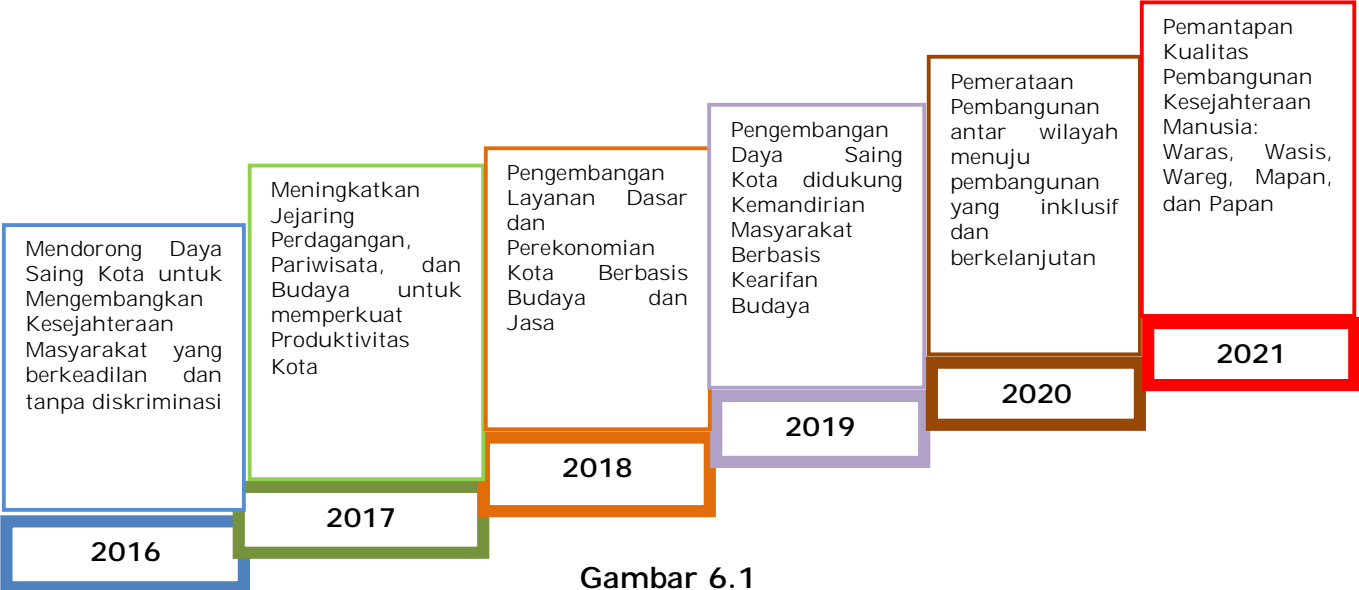 Mendorong Daya
Saing Kota untuk
Mengembangkan
Kesejahteraan
Masyarakat yang
berkeadilan dan
tanpa diskriminasi
2016
Meningkatkan
Jejaring
Perdagangan,
Pariwisata, dan
Budaya untuk
memperkuat
Produktivitas
Kota
2017
Pengembangan
Layanan Dasar
dan
Perekonomian
Kota Berbasis
Budaya dan
Jasa
2018
Pengembangan
Daya Saing
Kota didukung
Kemandirian
Masyarakat
Berbasis
Kearifan
Budaya
2019
Pemerataan
Pembangunan
antar wilayah
menuju
pembangunan
yang inklusif
dan
berkelanjutan
2020
Pemantapan
Kualitas
Pembangunan
Kesejahteraan
Manusia:
Waras, Wasis,
Wareg, Mapan,
dan Papan
2021
Gambar 6.1